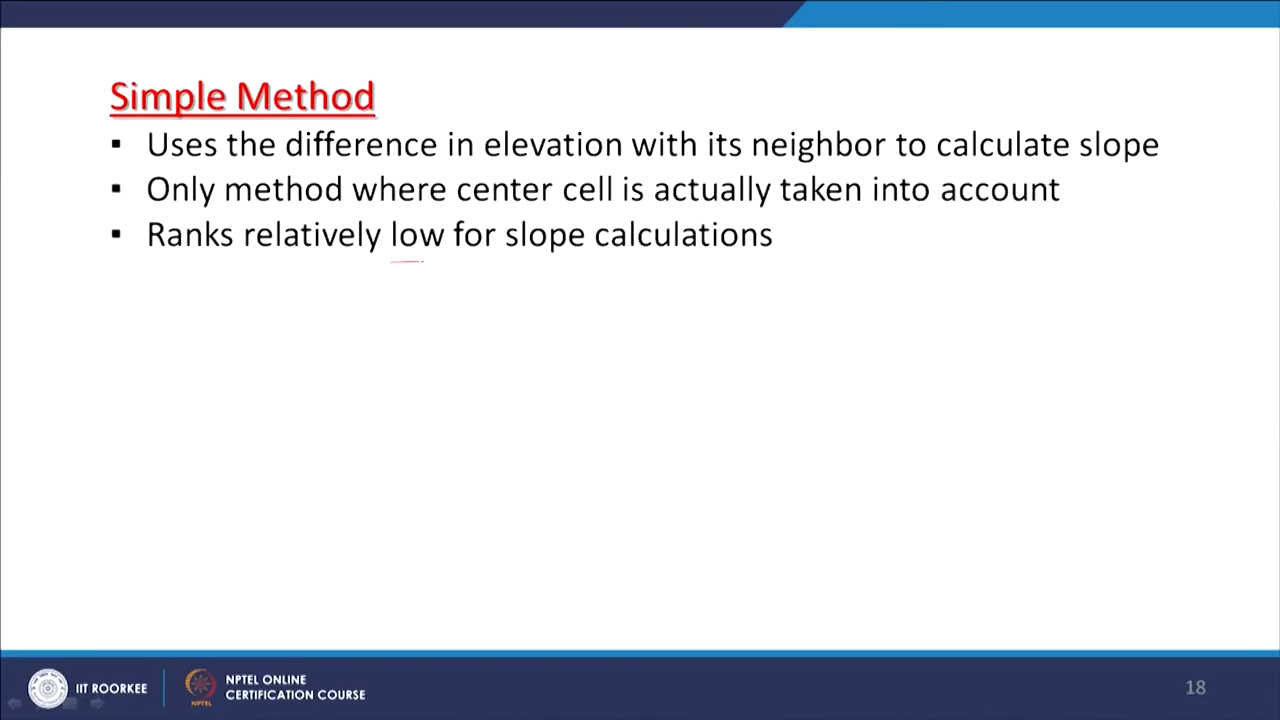 Simple Method
▪ Uses the difference in elevation with its neighbor to calculate slope
▪ Only method where center cell is actually taken into account
▪ Ranks relatively low for slope calculations
IIT ROORKEE
NPTEL
NPTEL ONLINE
CERTIFICATION COURSE
18